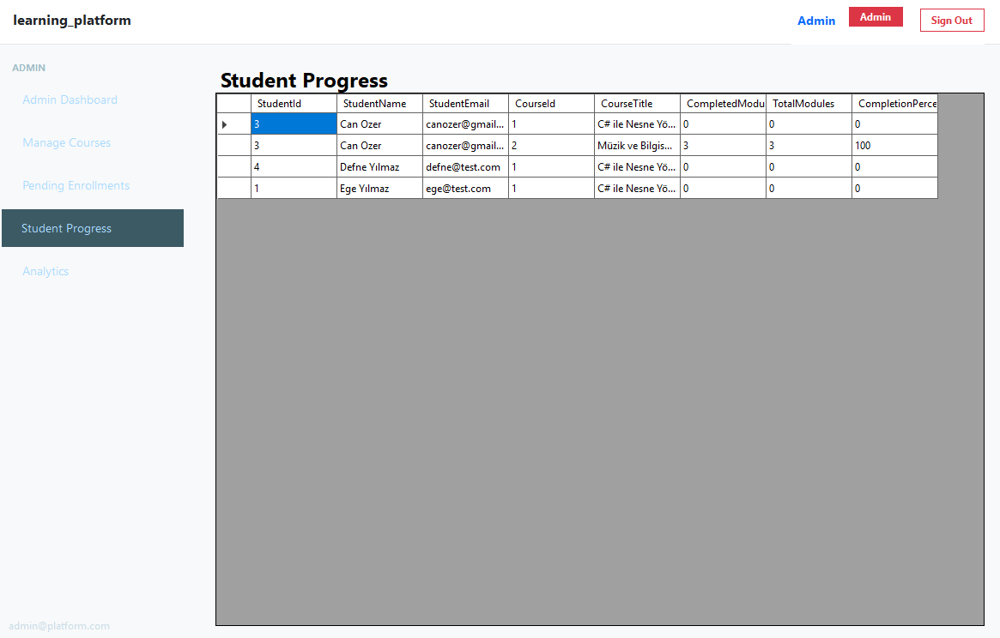 learning_platform
Admin
Admin
Sign Out
ADMIN
Admin Dashboard
Manage Courses
Pending Enrollments
Student Progress
Analytics
admin@platform.com
Student Progress
StudentId StudentName StudentEmail CourseId CourseTitle CompletedModu TotalModules CompletionPerce
3 Can Ozer canozer@gmail... 1 C# ile Nesne Yö... 0 0 0
3 Can Ozer canozer@gmail... 2 Müzik ve Bilgis... 3 3 100
4 Defne Yılmaz defne@test.com 1 C# ile Nesne Yö... 0 0 0
1 Ege Yılmaz ege@test.com 1 C# ile Nesne Yö... 0 0 0